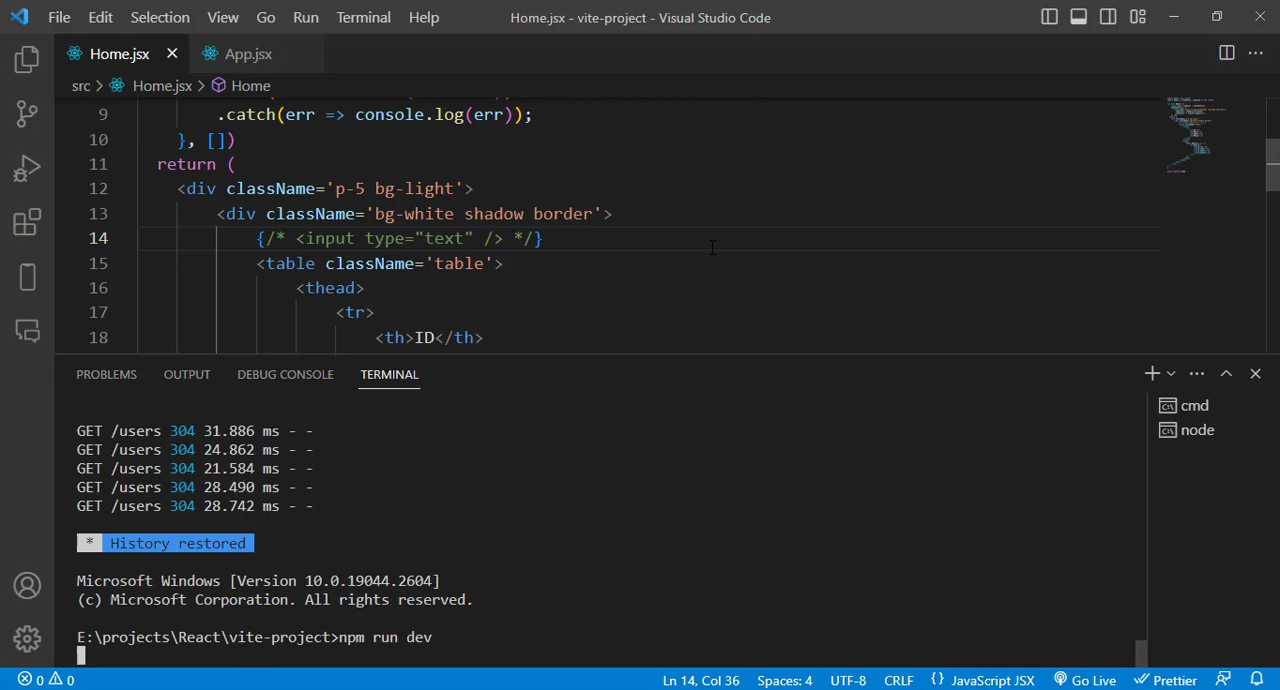 File Edit Selection View Go Run Terminal Help Home.jsx - vite-project - Visual Studio Code
Home.jsx App.jsx
src > Home.jsx > Home
9 .catch(err => console.log(err));
10 }, [])
11 return (
12 <div className='p-5 bg-light'>
13 <div className='bg-white shadow border'>
14 {/* <input type="text" /> */}
15 <table className='table'>
16 <thead>
17 <tr>
18 <th>ID</th>
PROBLEMS OUTPUT DEBUG CONSOLE TERMINAL
cmd
node
GET /users 304 31.886 ms - -
GET /users 304 24.862 ms - -
GET /users 304 21.584 ms - -
GET /users 304 28.490 ms - -
GET /users 304 28.742 ms - -
* History restored
Microsoft Windows [Version 10.0.19044.2604]
(c) Microsoft Corporation. All rights reserved.
E:\projects\React\vite-project>npm run dev
0 0 Ln 14, Col 36 Spaces: 4 UTF-8 CRLF {} JavaScript JSX Go Live Prettier